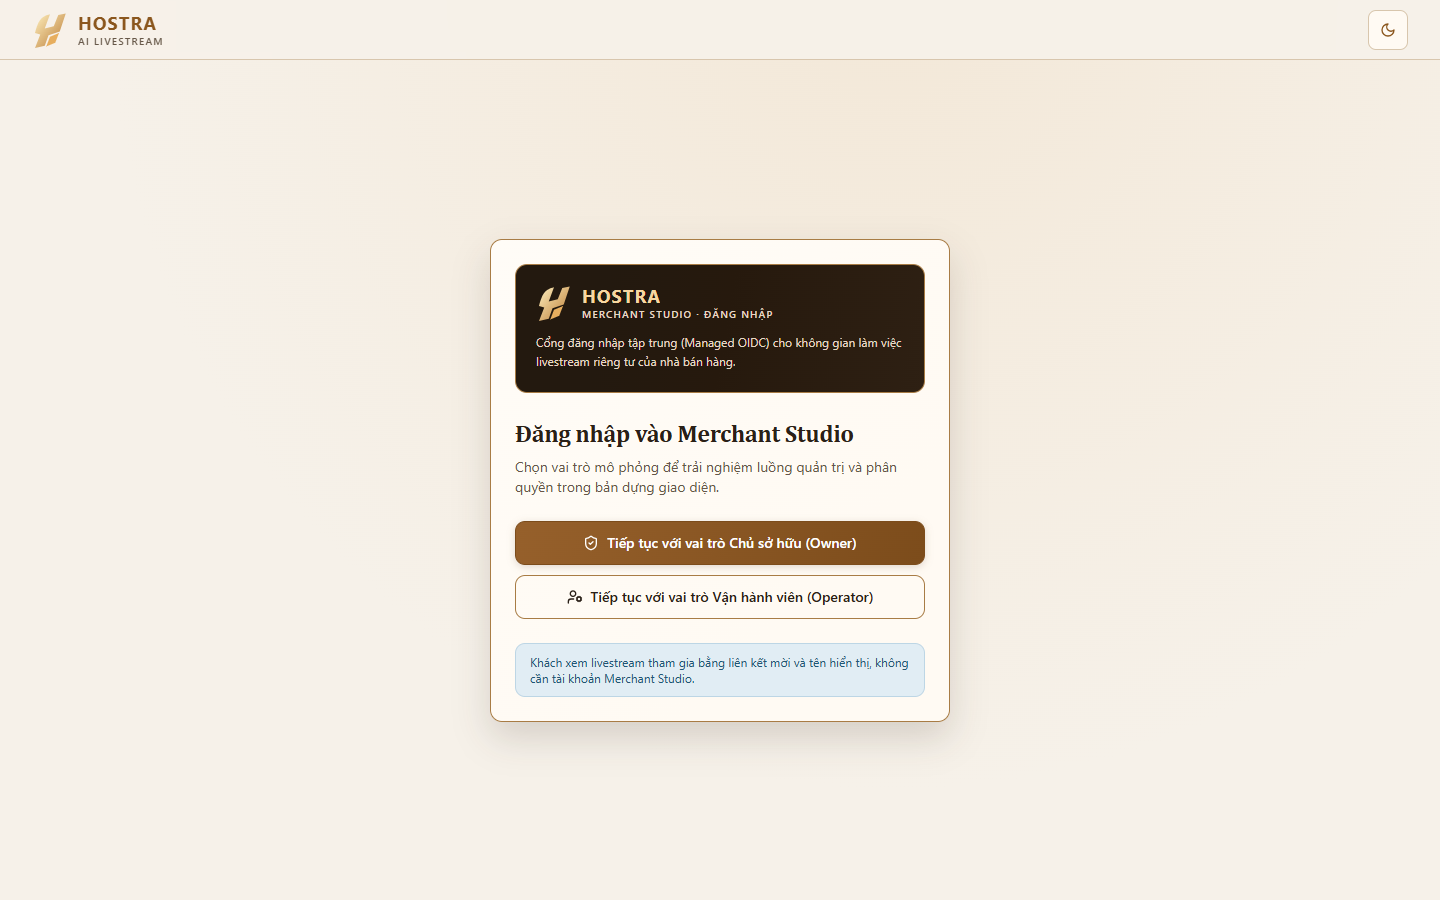 HOSTRA
AI LIVESTREAM
HOSTRA
MERCHANT STUDIO · ĐĂNG NHẬP
Cổng đăng nhập tập trung (Managed OIDC) cho không gian làm việc
livestream riêng tư của nhà bán hàng.
Đăng nhập vào Merchant Studio
Chọn vai trò mô phỏng để trải nghiệm luồng quản trị và phân
quyền trong bản dựng giao diện.
Tiếp tục với vai trò Chủ sở hữu (Owner)
Tiếp tục với vai trò Vận hành viên (Operator)
Khách xem livestream tham gia bằng liên kết mời và tên hiển thị, không
cần tài khoản Merchant Studio.